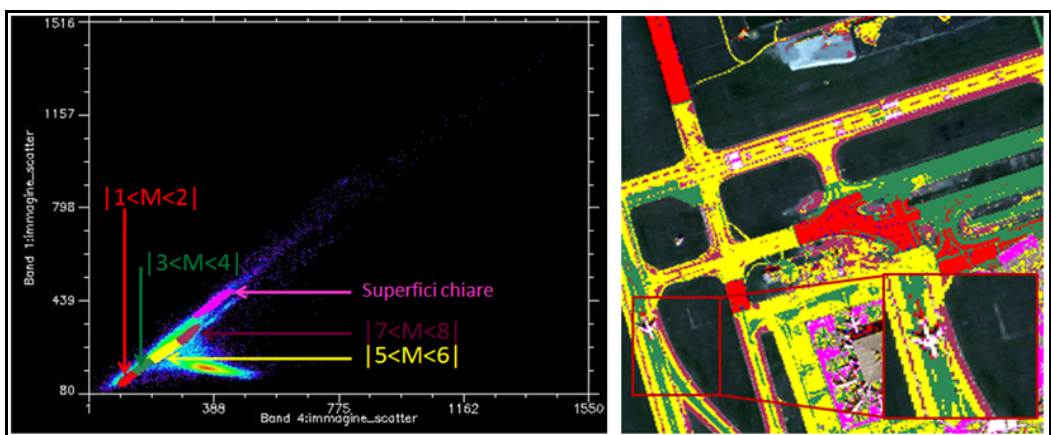 1516
1157
798
439
80
Band 1:immagine_scatter
|1<M<2|
|3<M<4|
Superfici chiare
|7<M<8|
|5<M<6|
1
388
775
1162
1550
Band 4:immagine_scatter